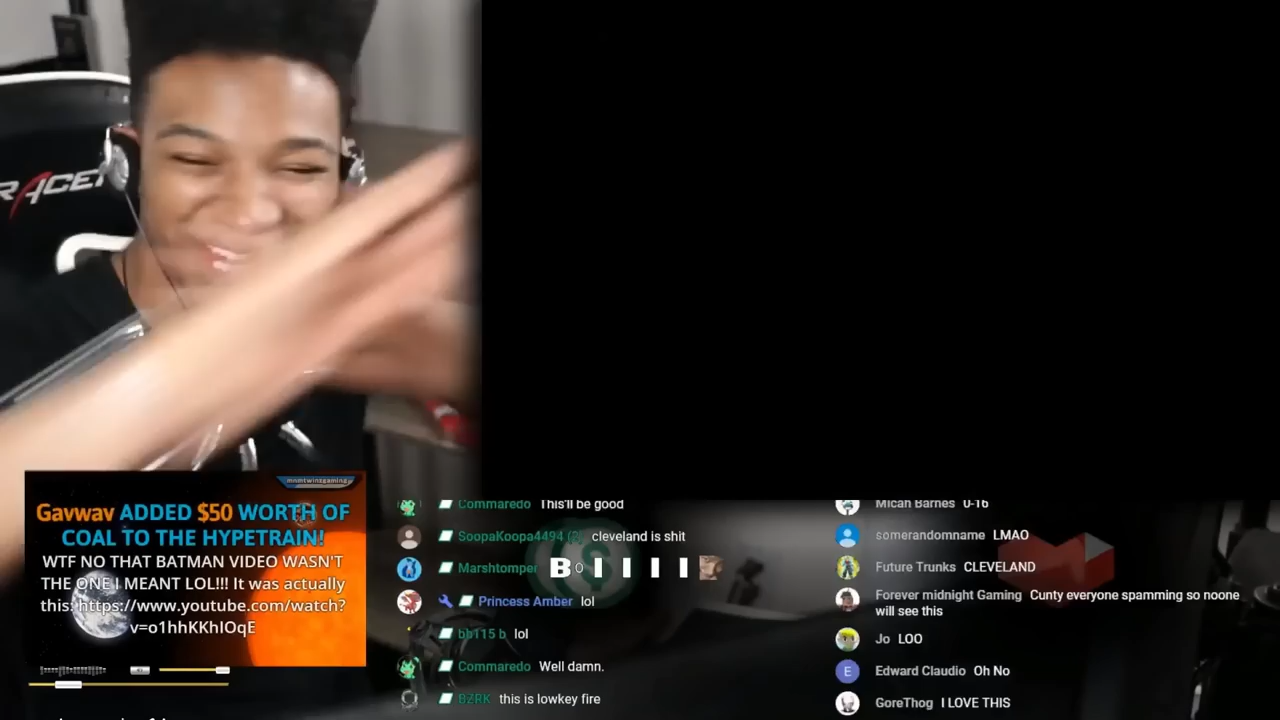 RACE
mnmtwinzgaming
Gavwav ADDED $50 WORTH OF
COAL TO THE HYPETRAIN!
WTF NO THAT BATMAN VIDEO WASN'T
THE ONE I MEANT LOL!!! It was actually
this: https://www.youtube.com/watch?
v=o1hhKKhIOqE
Commaredo This'll be good
SoopaKoopa4494 cleveland is shit
Marshtomper B O I I I I
Princess Amber lol
bh115 b lol
Commaredo Well damn.
BZRK this is lowkey fire
Micah Barnes 0-16
somerandomname LMAO
Future Trunks CLEVELAND
Forever midnight Gaming Cunty everyone spamming so noone
will see this
Jo LOO
E Edward Claudio Oh No
GoreThog I LOVE THIS